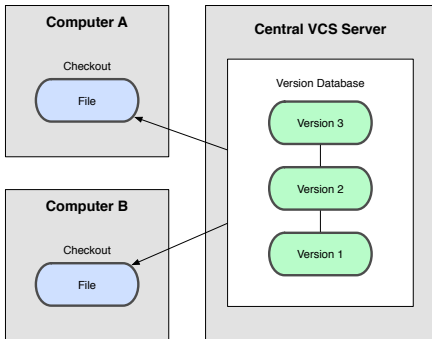 Computer A
Checkout
File
Computer B
Checkout
File
Central VCS Server
Version Database
Version 3
Version 2
Version 1